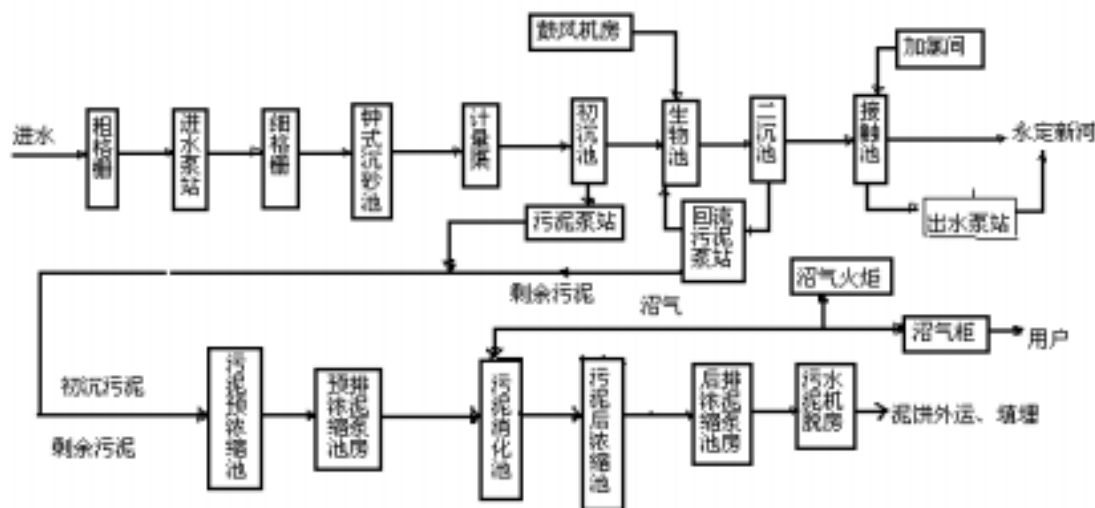 鼓风机房
加氯间
进水
粗格栅
进水泵站
细格栅
钟式沉砂池
计量渠
初沉池
生物池
二沉池
接触池
永定新河
污泥泵站
回流污泥泵站
出水泵站
剩余污泥
沼气
沼气火炬
沼气柜
用户
初沉污泥
剩余污泥
污泥预浓缩池
预浓缩池排泥泵房
污泥消化池
污泥后浓缩池
后浓缩池排泥泵房
污泥脱水机房
泥饼外运、填埋